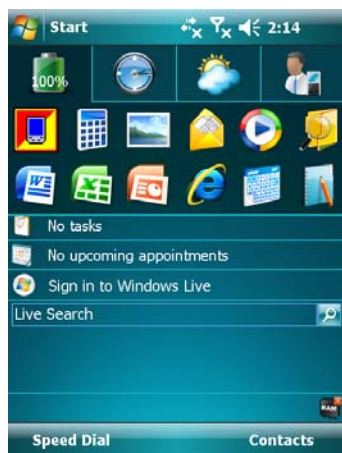 Start 2:14
100%
No tasks
No upcoming appointments
Sign in to Windows Live
Live Search
RAM
Speed Dial Contacts